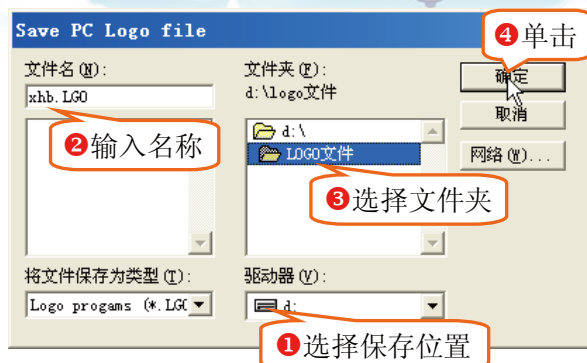 Save PC Logo file
❹单击
文件名(N):
文件夹(F):
确定
xhb.LGO
d:\logo文件
取消
❷输入名称
d:\
LOGO文件
网络(W)...
❸选择文件夹
将文件保存为类型(T):
驱动器(V):
Logo progams (*.LGO
d:
❶选择保存位置